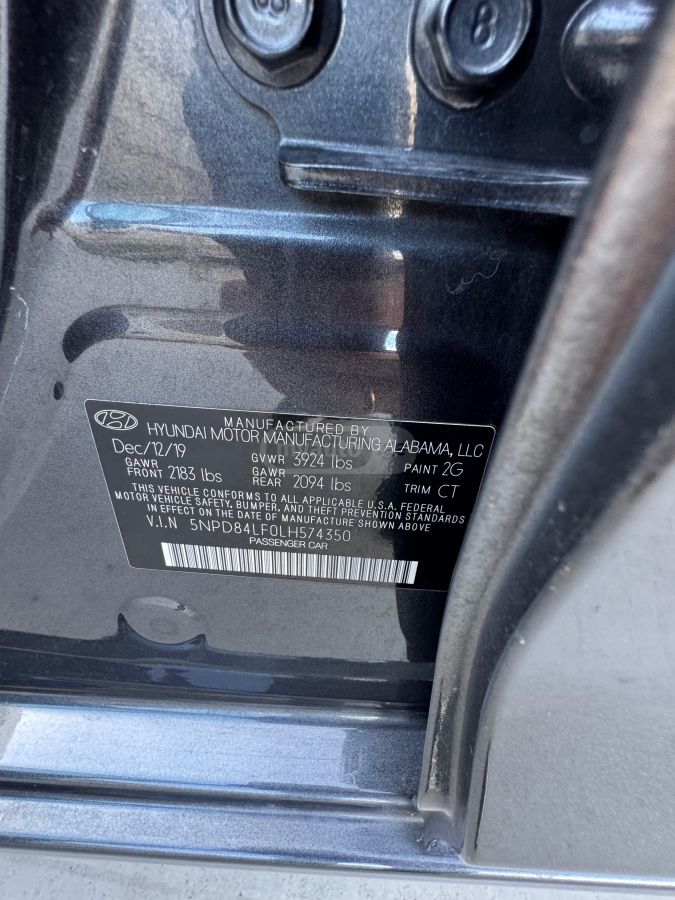 8
8
MANUFACTURED BY
HYUNDAI MOTOR MANUFACTURING ALABAMA, LLC
Dec/12/19 GVWR 3924 lbs PAINT 2G
GAWR FRONT 2183 lbs GAWR REAR 2094 lbs TRIM CT
THIS VEHICLE CONFORMS TO ALL APPLICABLE U.S.A. FEDERAL
MOTOR VEHICLE SAFETY, BUMPER, AND THEFT PREVENTION STANDARDS
IN EFFECT ON THE DATE OF MANUFACTURE SHOWN ABOVE
V.I.N 5NPD84LF0LH574350
PASSENGER CAR